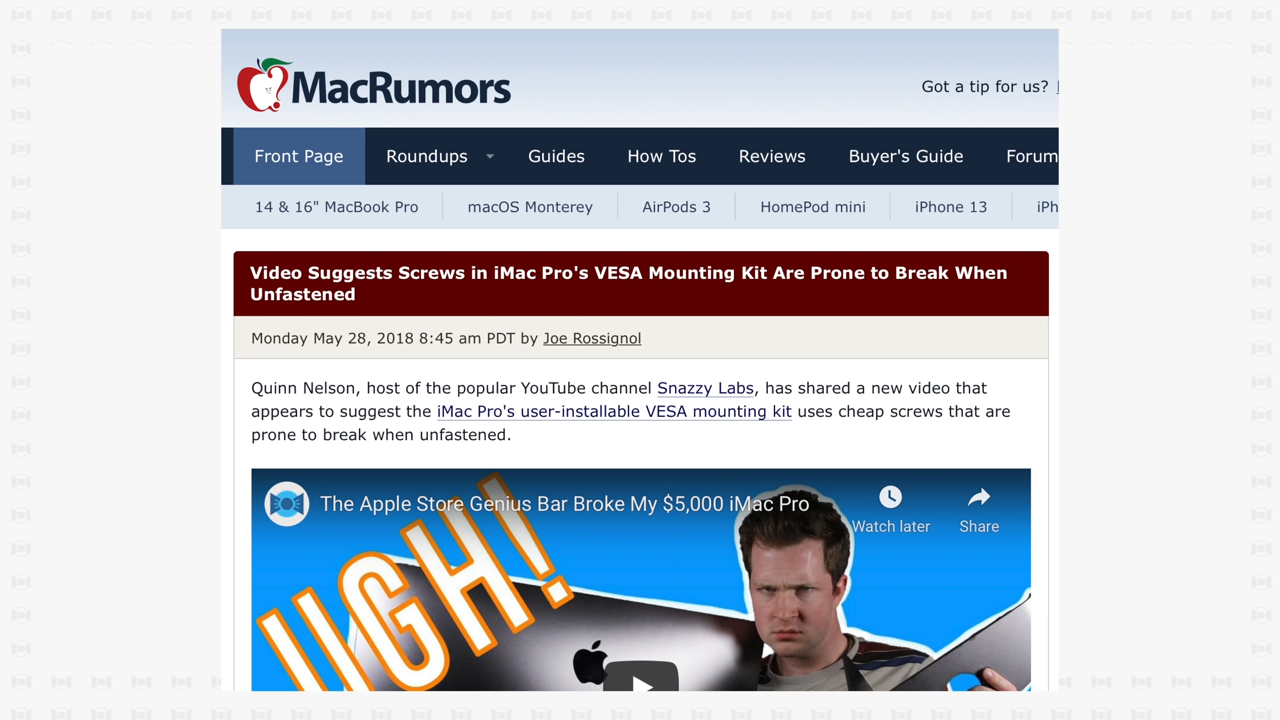 MacRumors
Got a tip for us?
Front Page
Roundups
Guides
How Tos
Reviews
Buyer's Guide
Forum
14 & 16" MacBook Pro
macOS Monterey
AirPods 3
HomePod mini
iPhone 13
iPh
Video Suggests Screws in iMac Pro's VESA Mounting Kit Are Prone to Break When
Unfastened
Monday May 28, 2018 8:45 am PDT by Joe Rossignol
Quinn Nelson, host of the popular YouTube channel Snazzy Labs, has shared a new video that
appears to suggest the iMac Pro's user-installable VESA mounting kit uses cheap screws that are
prone to break when unfastened.
The Apple Store Genius Bar Broke My $5,000 iMac Pro
Watch later
Share
UGH!